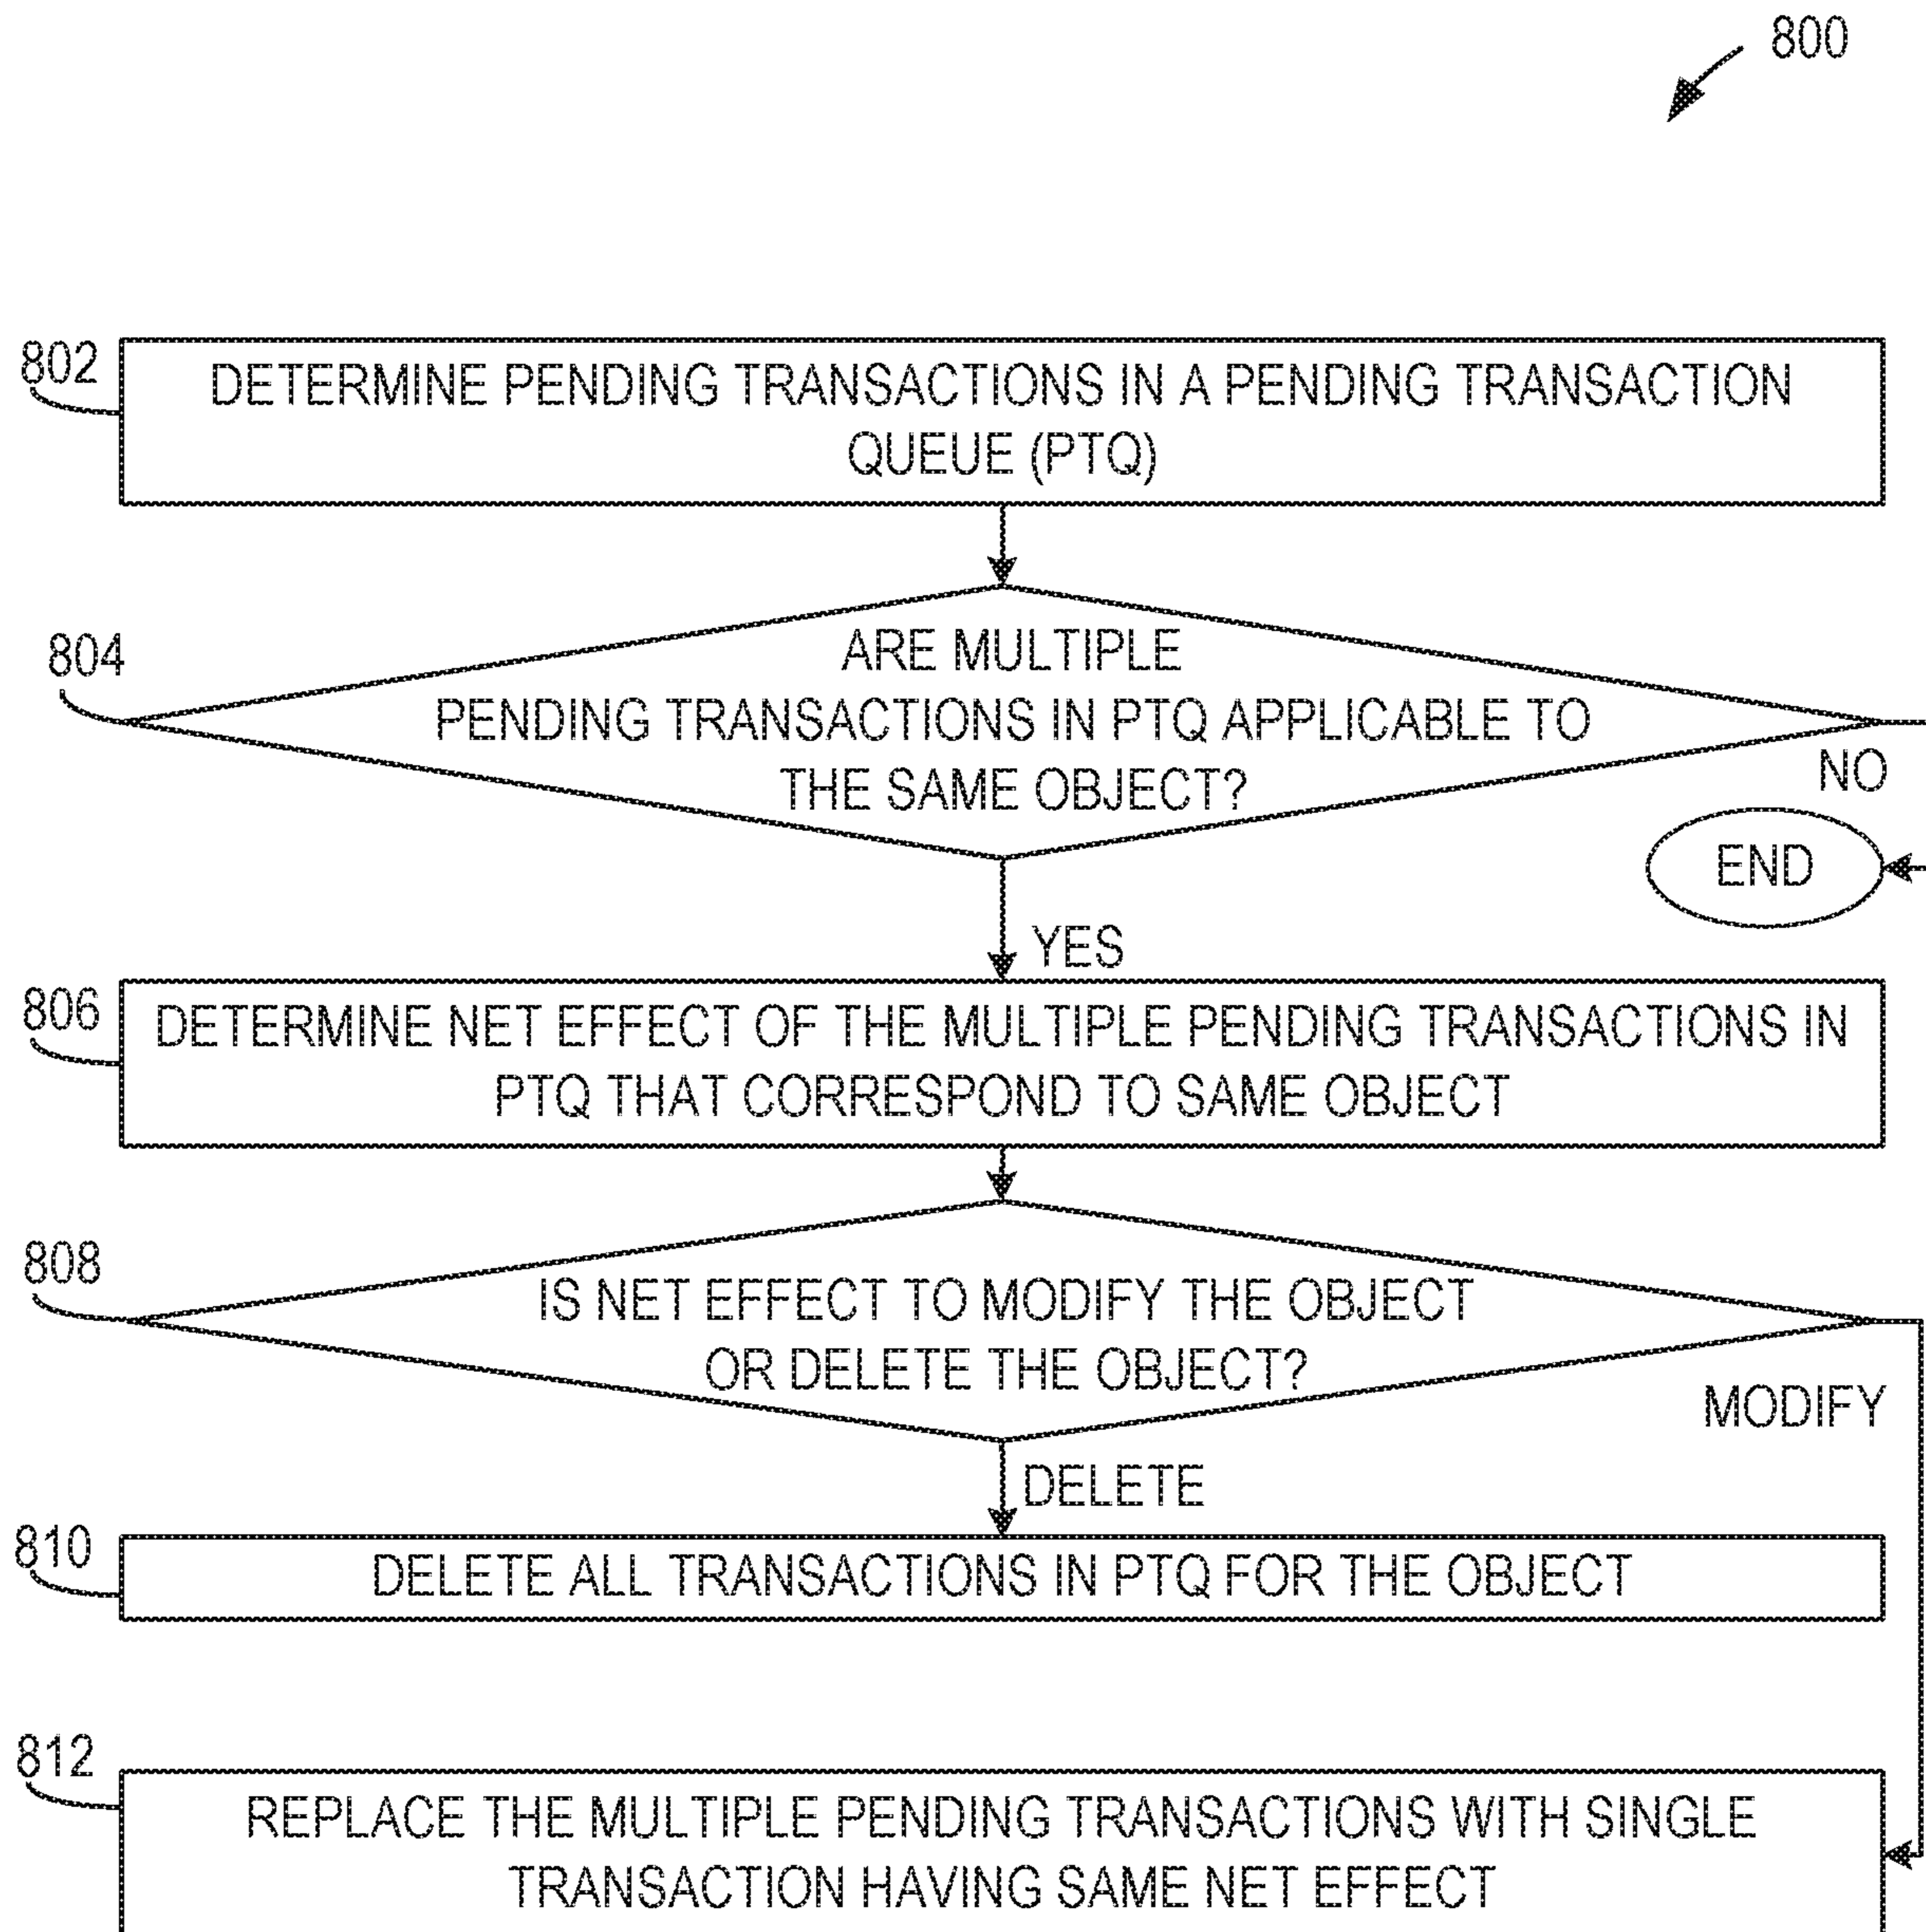 800
802
DETERMINE PENDING TRANSACTIONS IN A PENDING TRANSACTION
QUEUE (PTQ)
804
ARE MULTIPLE
PENDING TRANSACTIONS IN PTQ APPLICABLE TO
THE SAME OBJECT?
NO
END
YES
806
DETERMINE NET EFFECT OF THE MULTIPLE PENDING TRANSACTIONS IN
PTQ THAT CORRESPOND TO SAME OBJECT
808
IS NET EFFECT TO MODIFY THE OBJECT
OR DELETE THE OBJECT?
MODIFY
DELETE
810
DELETE ALL TRANSACTIONS IN PTQ FOR THE OBJECT
812
REPLACE THE MULTIPLE PENDING TRANSACTIONS WITH SINGLE
TRANSACTION HAVING SAME NET EFFECT